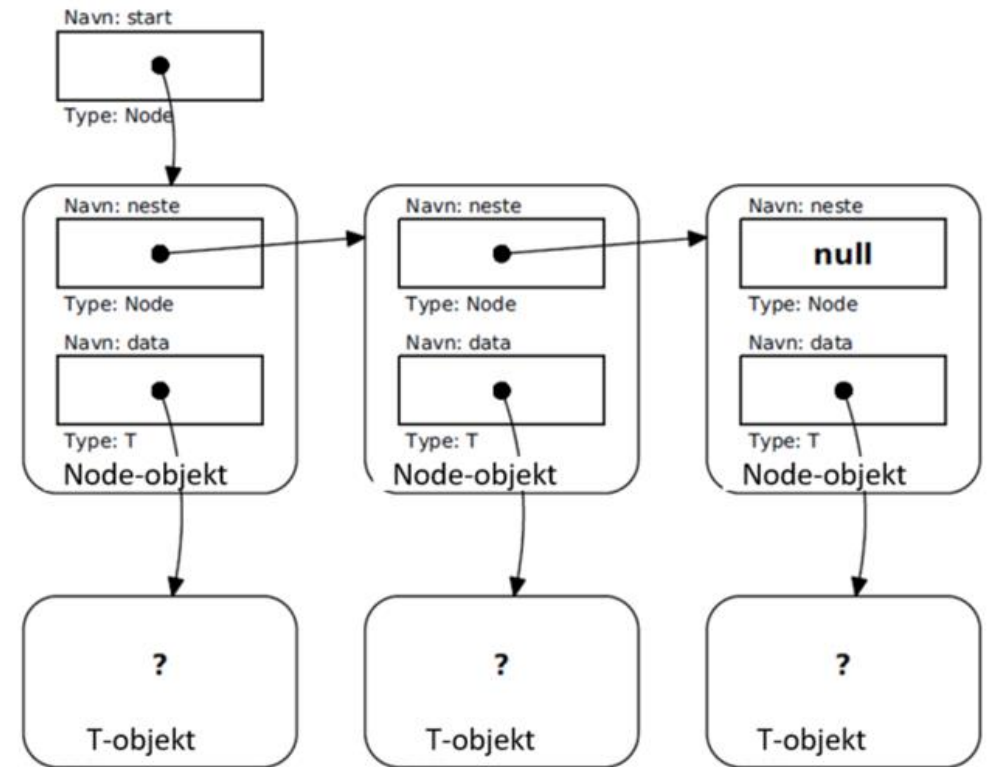 Navn: start
Type: Node
Navn: neste
Type: Node
Navn: data
Type: T
Node-objekt
Navn: neste
Type: Node
Navn: data
Type: T
Node-objekt
Navn: neste
null
Type: Node
Navn: data
Type: T
Node-objekt
?
T-objekt
?
T-objekt
?
T-objekt